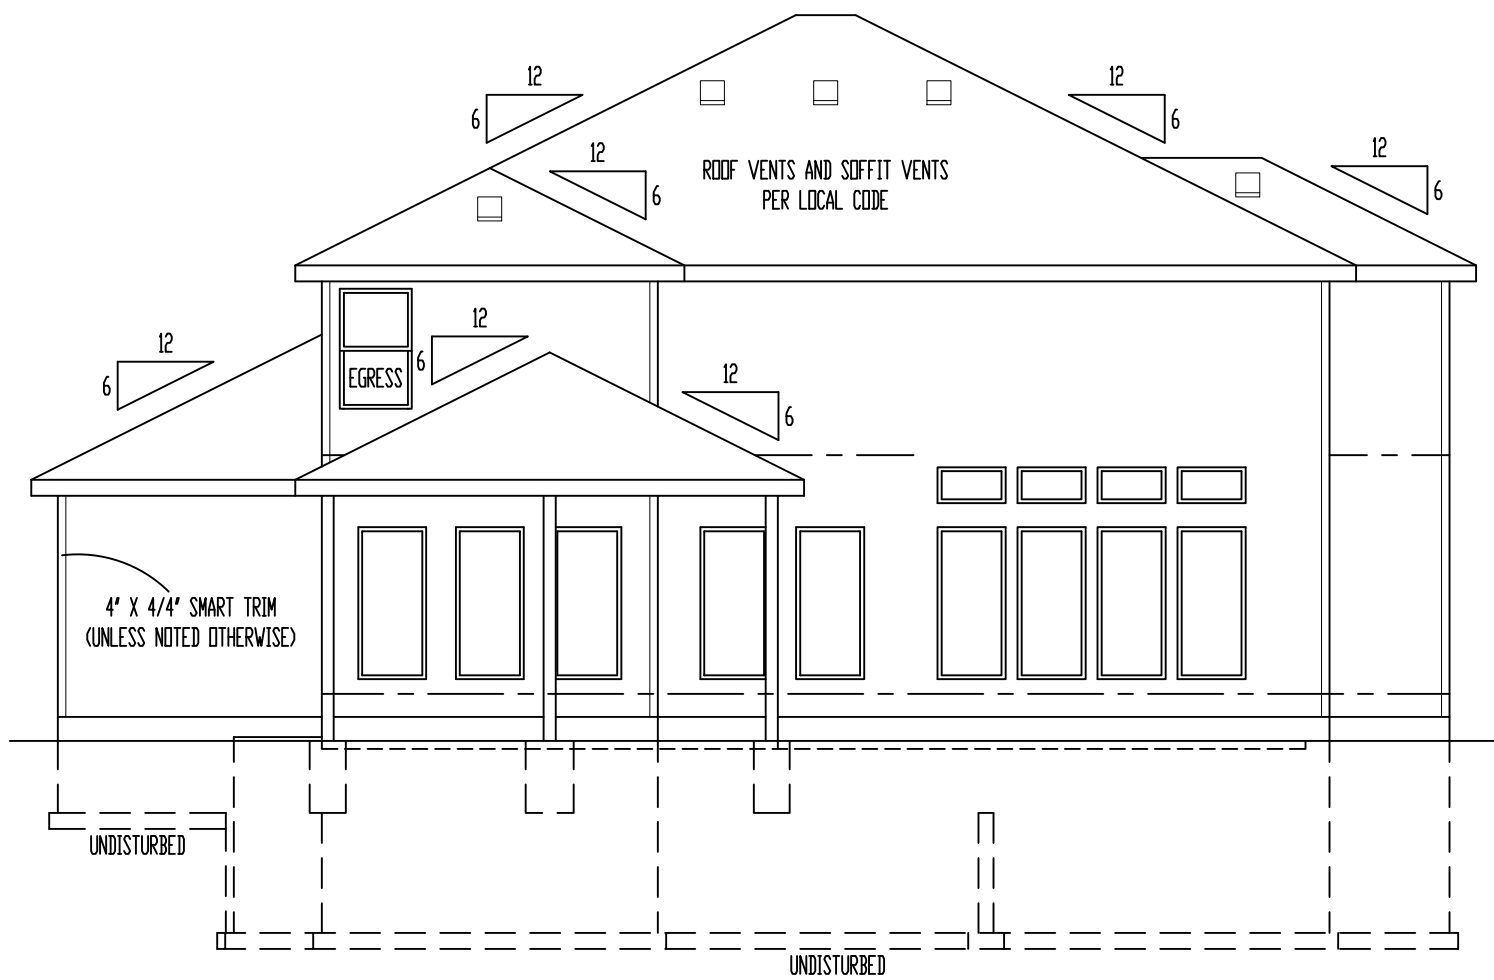 12
12
6
6
12
12
ROOF VENTS AND SOFFIT VENTS
PER LOCAL CODE
6
6
12
12
6
EGRESS
6
12
6
4" X 4/4" SMART TRIM
(UNLESS NOTED OTHERWISE)
UNDISTURBED
UNDISTURBED